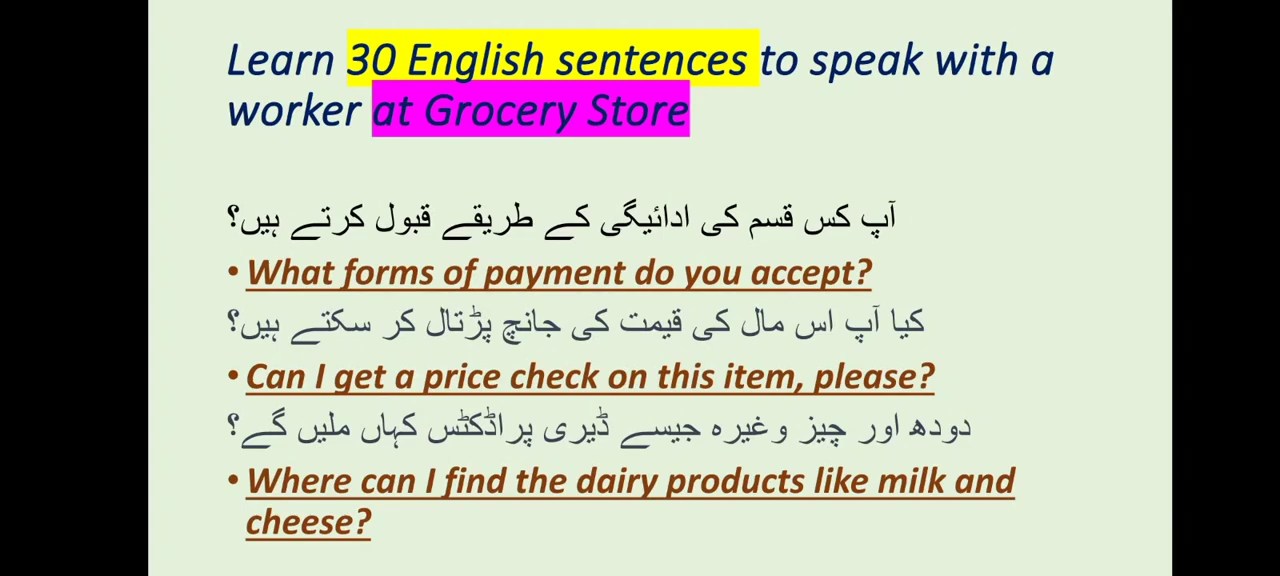 Learn 30 English sentences to speak with a
worker at Grocery Store
آپ کس قسم کی ادائیگی کے طریقے قبول کرتے ہیں؟
• What forms of payment do you accept?
کیا آپ اس مال کی قیمت کی جانچ پڑتال کر سکتے ہیں؟
• Can I get a price check on this item, please?
دودھ اور چیز وغیرہ جیسے ڈیری پراڈکٹس کہاں ملیں گے؟
• Where can I find the dairy products like milk and
cheese?